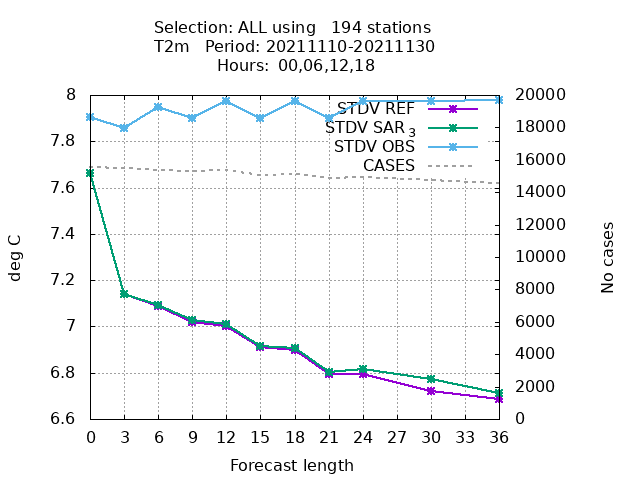 Selection: ALL using   194 stations
T2m   Period: 20211110-20211130
Hours:  00,06,12,18
8
7.8
7.6
7.4
7.2
7
6.8
6.6
deg C
20000
18000
16000
14000
12000
10000
8000
6000
4000
2000
0
No cases
STDV REF
STDV SAR 3
STDV OBS
CASES
0 3 6 9 12 15 18 21 24 27 30 33 36
Forecast length